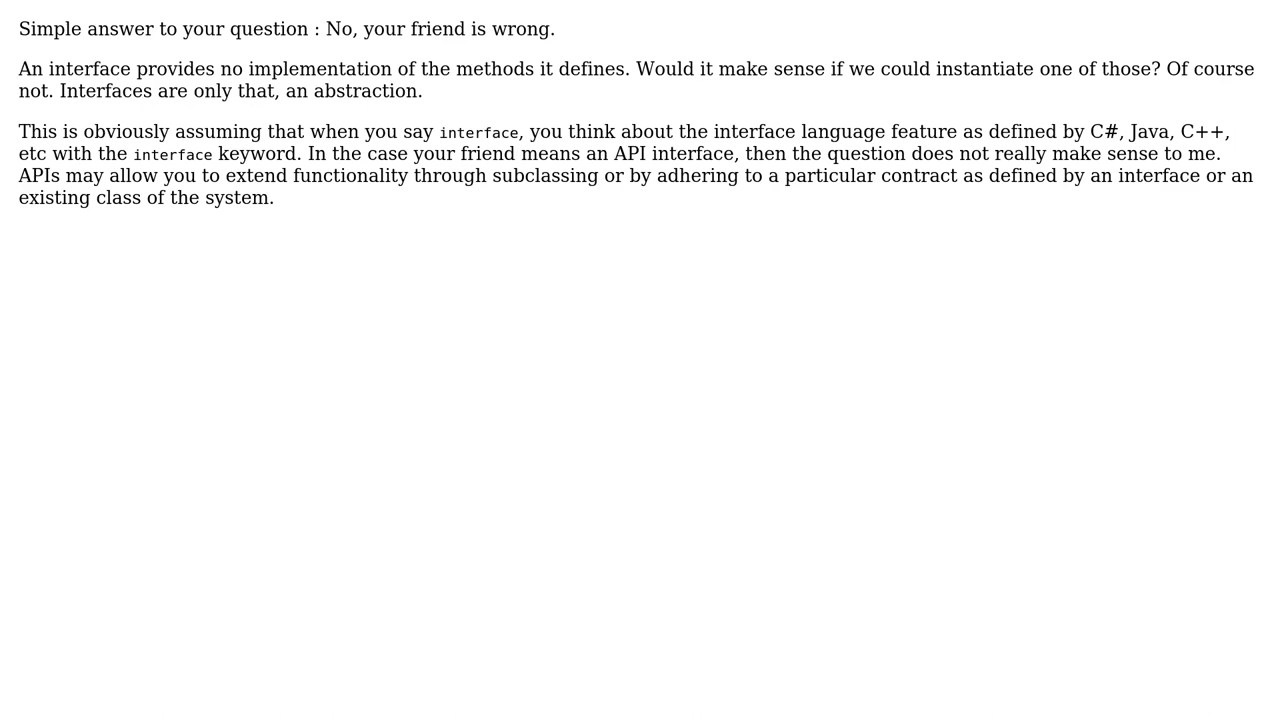 Simple answer to your question : No, your friend is wrong.
An interface provides no implementation of the methods it defines. Would it make sense if we could instantiate one of those? Of course
not. Interfaces are only that, an abstraction.
This is obviously assuming that when you say interface, you think about the interface language feature as defined by C#, Java, C++,
etc with the interface keyword. In the case your friend means an API interface, then the question does not really make sense to me.
APIs may allow you to extend functionality through subclassing or by adhering to a particular contract as defined by an interface or an
existing class of the system.